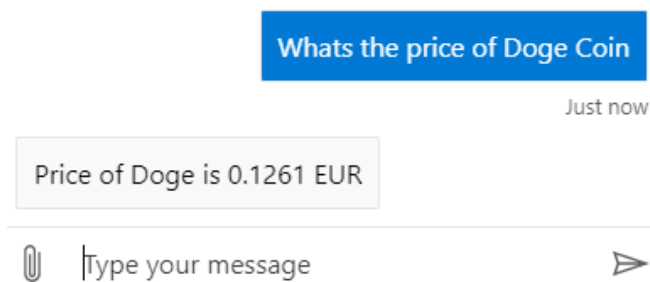 Whats the price of Doge Coin
Just now
Price of Doge is 0.1261 EUR
Type your message